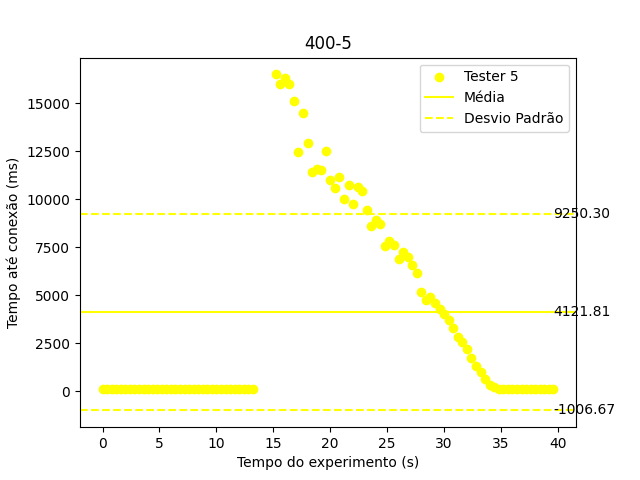 400-5
Tester 5
Média
Desvio Padrão
Tempo até conexão (ms)
15000
12500
10000
7500
5000
2500
0
9250.30
4121.81
-1006.67
0 5 10 15 20 25 30 35 40
Tempo do experimento (s)